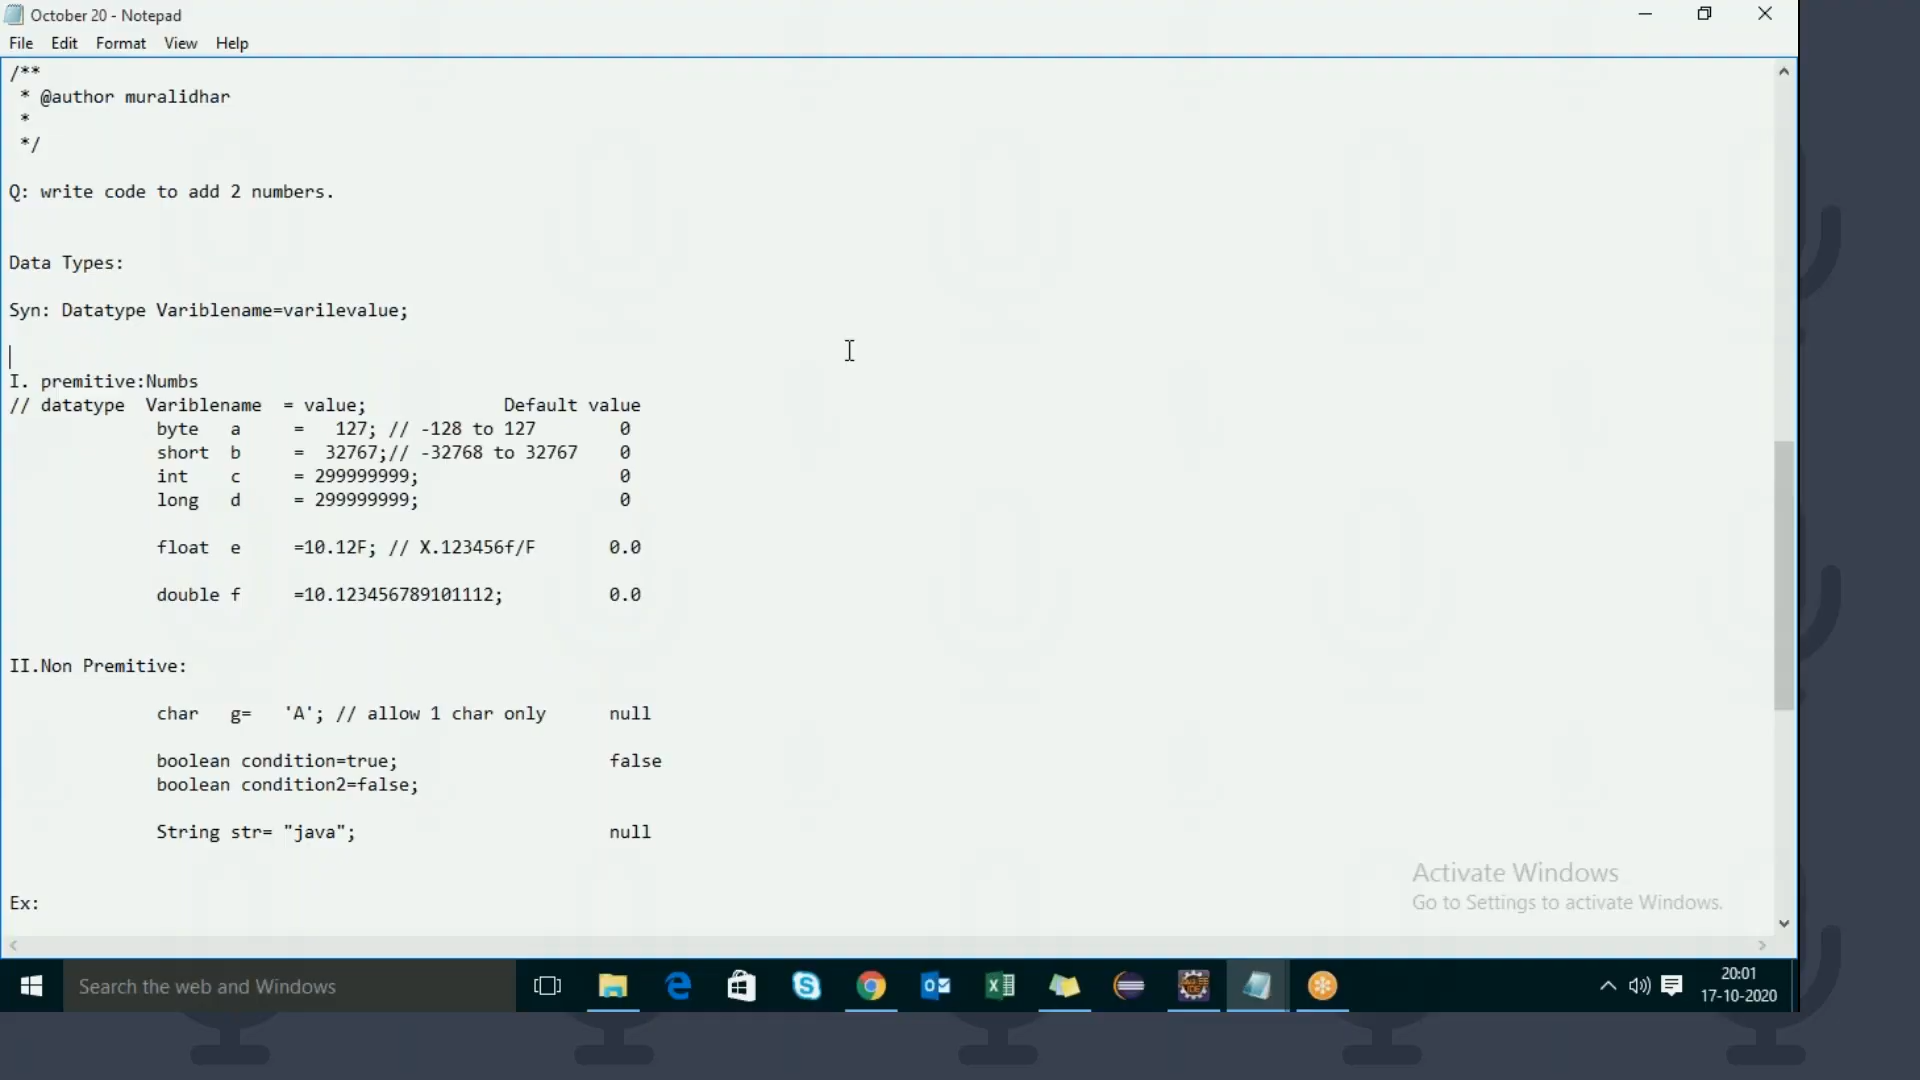 October 20 - Notepad
File Edit Format View Help
/**
* @author muralidhar
*
*/
Q: write code to add 2 numbers.
Data Types:
Syn: Datatype Variblename=varilevalue;
I. premitive:Numbs
// datatype Variblename = value; Default value
byte a = 127; // -128 to 127 0
short b = 32767;// -32768 to 32767 0
int c = 299999999; 0
long d = 299999999; 0
float e =10.12F; // X.123456f/F 0.0
double f =10.123456789101112; 0.0
II.Non Premitive:
char g= 'A'; // allow 1 char only null
boolean condition=true; false
boolean condition2=false;
String str= "java"; null
Ex:
Activate Windows
Go to Settings to activate Windows.
Search the web and Windows
20:01
17-10-2020